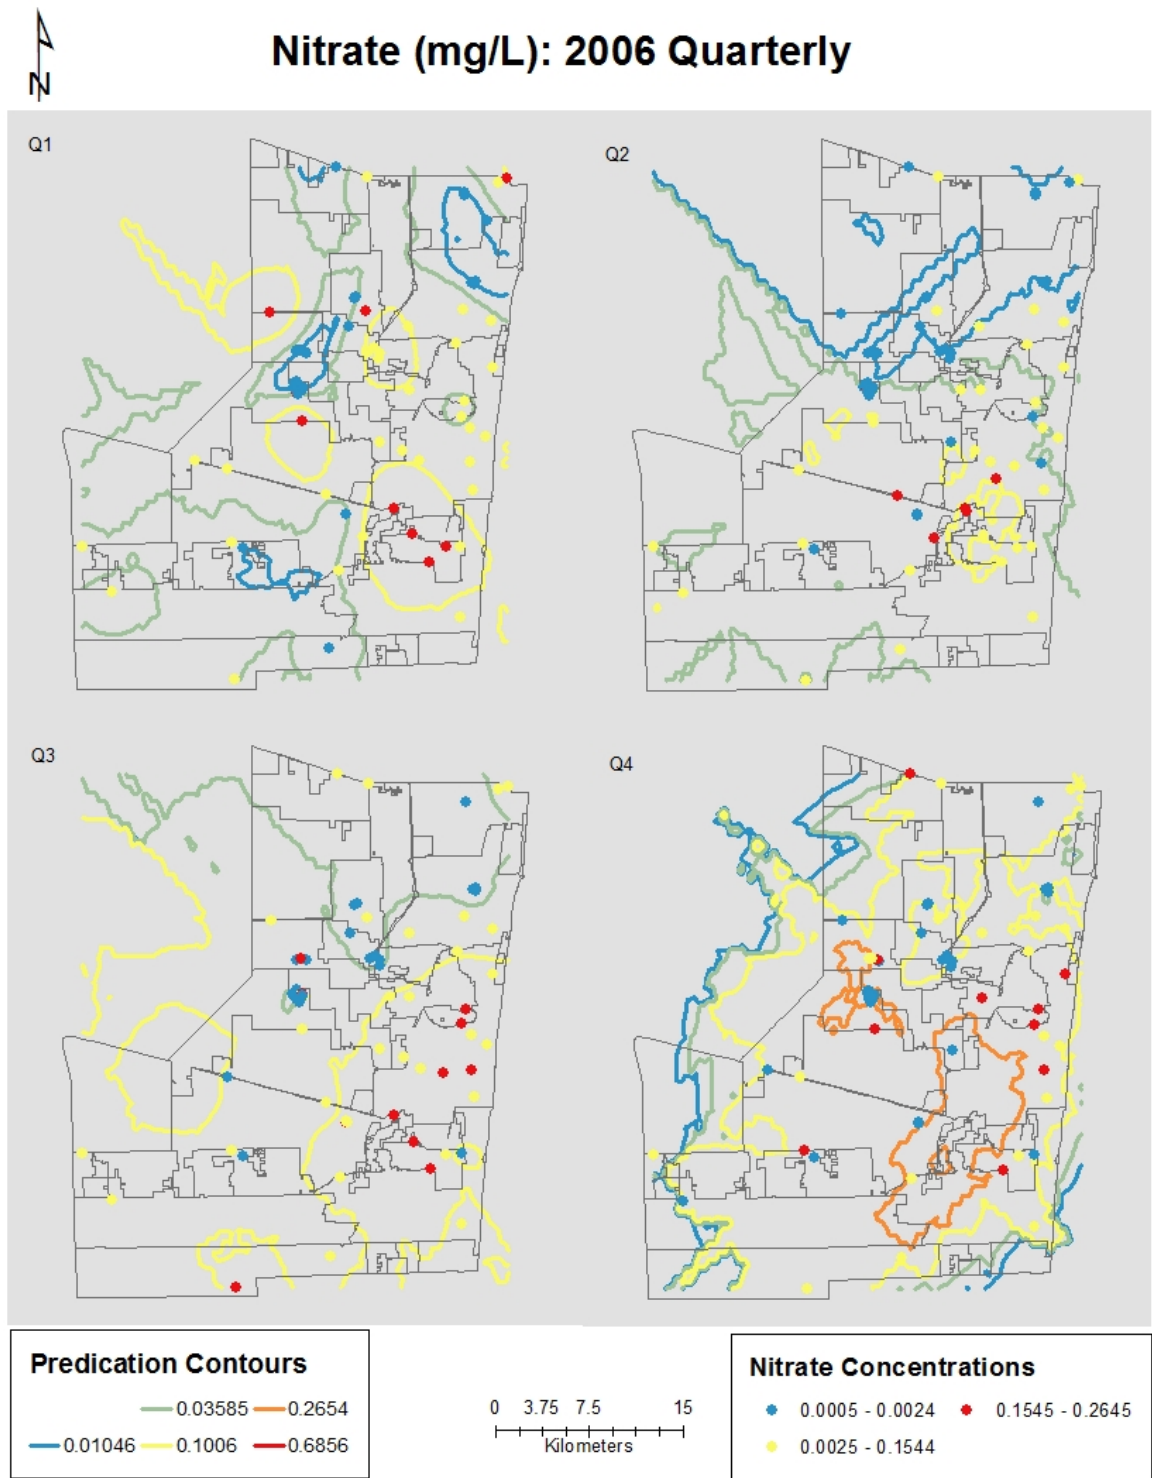 N
Nitrate (mg/L): 2006 Quarterly
Q1
Q2
Q3
Q4
Predication Contours
0.03585 0.2654
0.01046 0.1006 0.6856
0 3.75 7.5 15
Kilometers
Nitrate Concentrations
0.0005 - 0.0024 0.1545 - 0.2645
0.0025 - 0.1544